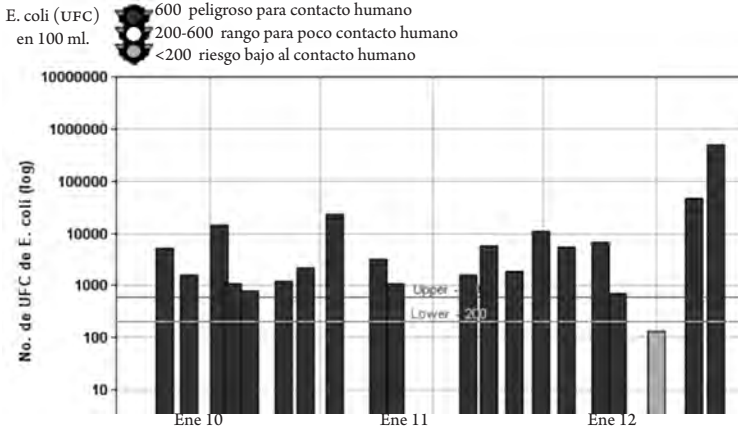 E. coli (UFC)
en 100 ml.
600 peligroso para contacto humano
200-600 rango para poco contacto humano
<200 riesgo bajo al contacto humano
No. de UFC de E. coli (log)
10000000
1000000
100000
10000
1000
100
10
Upper -
Lower - 200
Ene 10
Ene 11
Ene 12